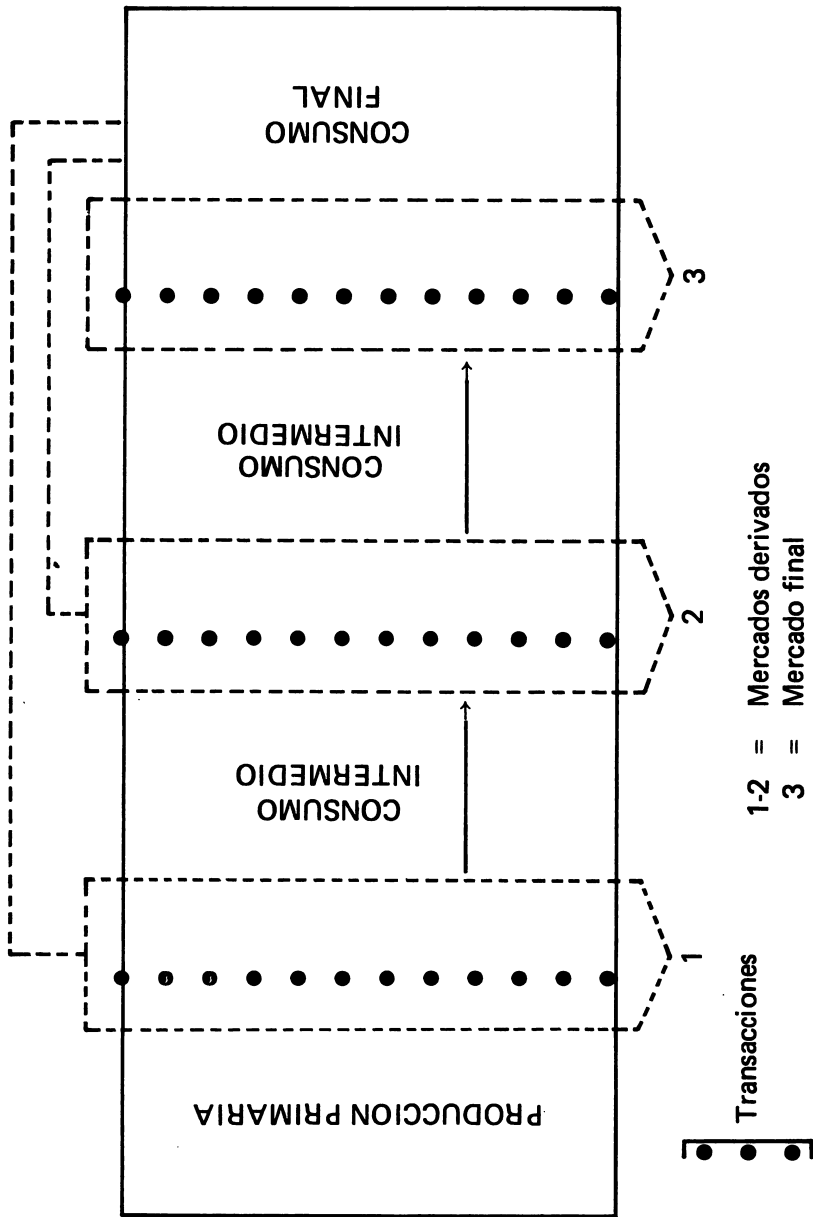 PRODUCCION PRIMARIA
CONSUMO
INTERMEDIO
CONSUMO
INTERMEDIO
CONSUMO
FINAL
1
2
3
Transacciones
1-2 = Mercados derivados
3 = Mercado final